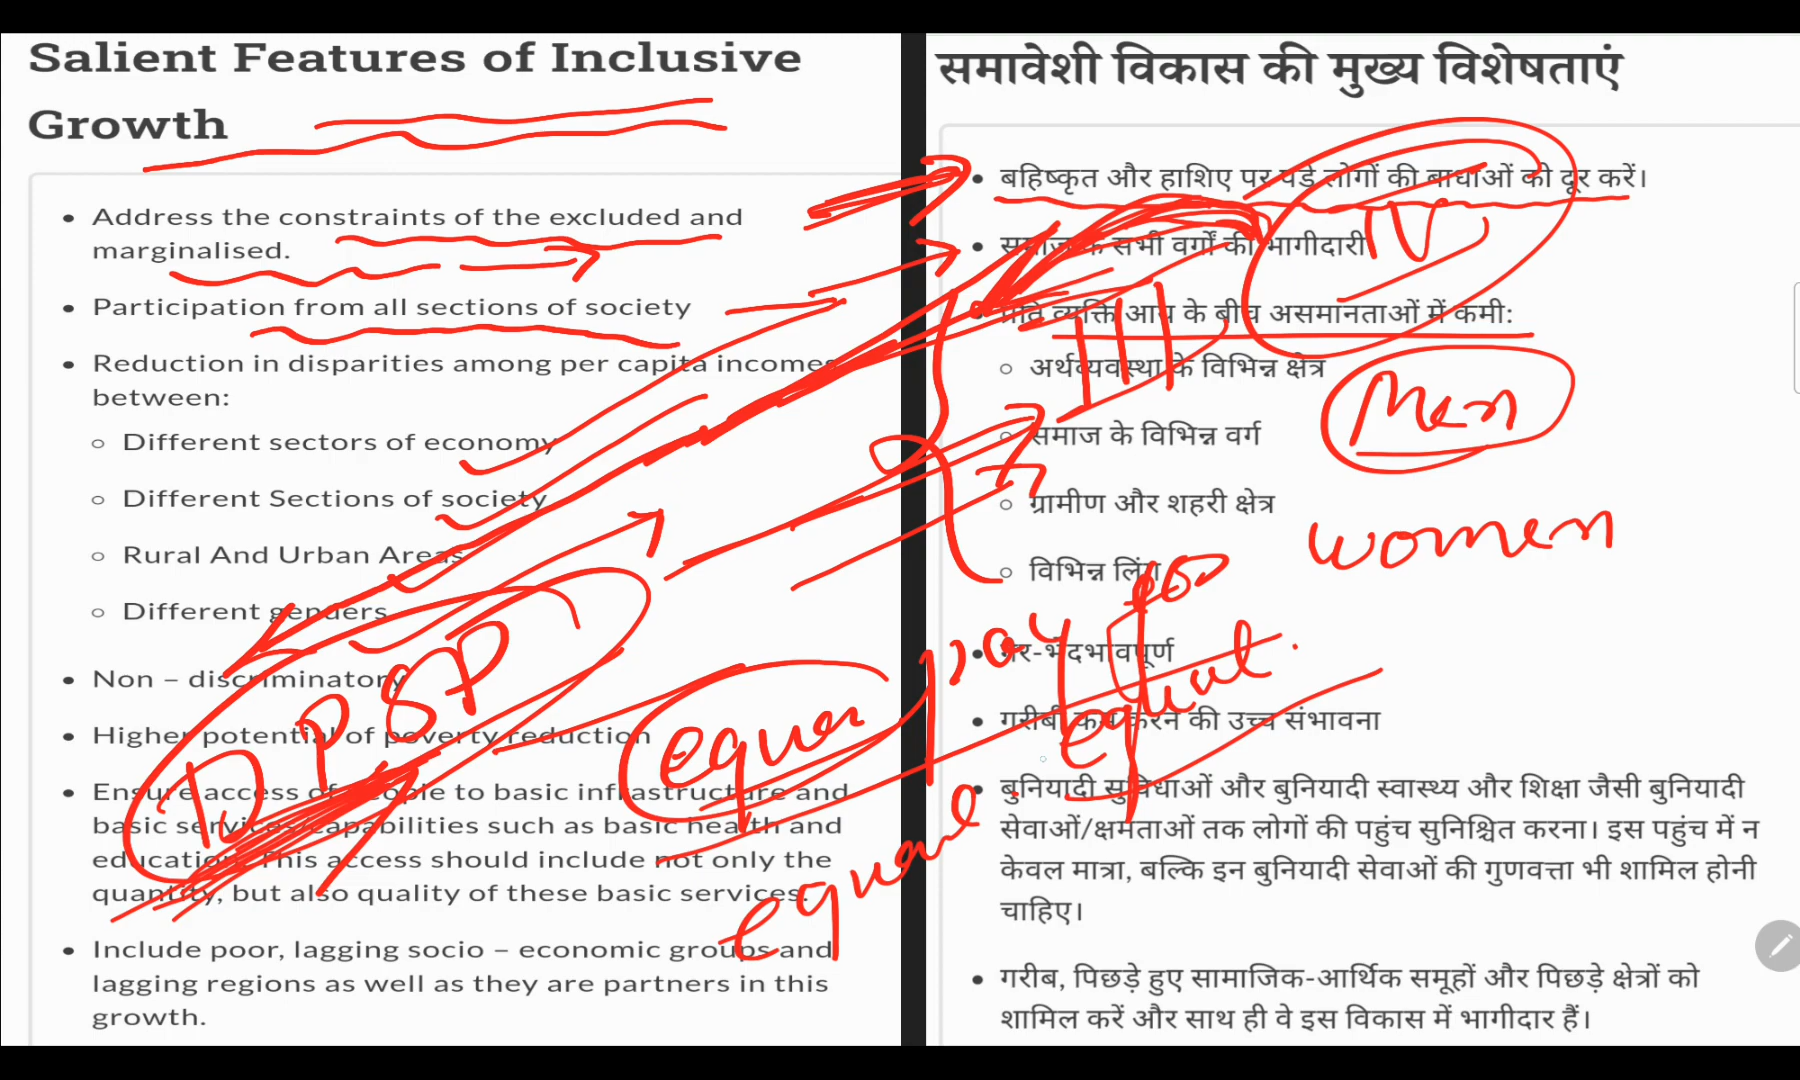 Salient Features of Inclusive
Growth
• Address the constraints of the excluded and
marginalised.
• Participation from all sections of society
• Reduction in disparities among per capita incomes
between:
○ Different sectors of economy
○ Different Sections of society
○ Rural And Urban Areas
○ Different genders
• Non – discriminatory
• Higher potential of poverty reduction
• Ensure access of people to basic infrastructure and
basic services/capabilities such as basic health and
education. This access should include not only the
quantity, but also quality of these basic services.
• Include poor, lagging socio – economic groups and
lagging regions as well as they are partners in this
growth.
DPSP
equal
pay
for
equal
समावेशी विकास की मुख्य विशेषताएं
• बहिष्कृत और हाशिए पर पड़े लोगों की बाधाओं को दूर करें।
• समाज के सभी वर्गों की भागीदारी
• प्रति व्यक्ति आय के बीच असमानताओं में कमी:
○ अर्थव्यवस्था के विभिन्न क्षेत्र
○ समाज के विभिन्न वर्ग
○ ग्रामीण और शहरी क्षेत्र
○ विभिन्न लिंग
• गैर-भेदभावपूर्ण
• गरीबी कम करने की उच्च संभावना
• बुनियादी सुविधाओं और बुनियादी स्वास्थ्य और शिक्षा जैसी बुनियादी
सेवाओं/क्षमताओं तक लोगों की पहुंच सुनिश्चित करना। इस पहुंच में न
केवल मात्रा, बल्कि इन बुनियादी सेवाओं की गुणवत्ता भी शामिल होनी
चाहिए।
• गरीब, पिछड़े हुए सामाजिक-आर्थिक समूहों और पिछड़े क्षेत्रों को
शामिल करें और साथ ही वे इस विकास में भागीदार हैं।
IV
III
Men
women